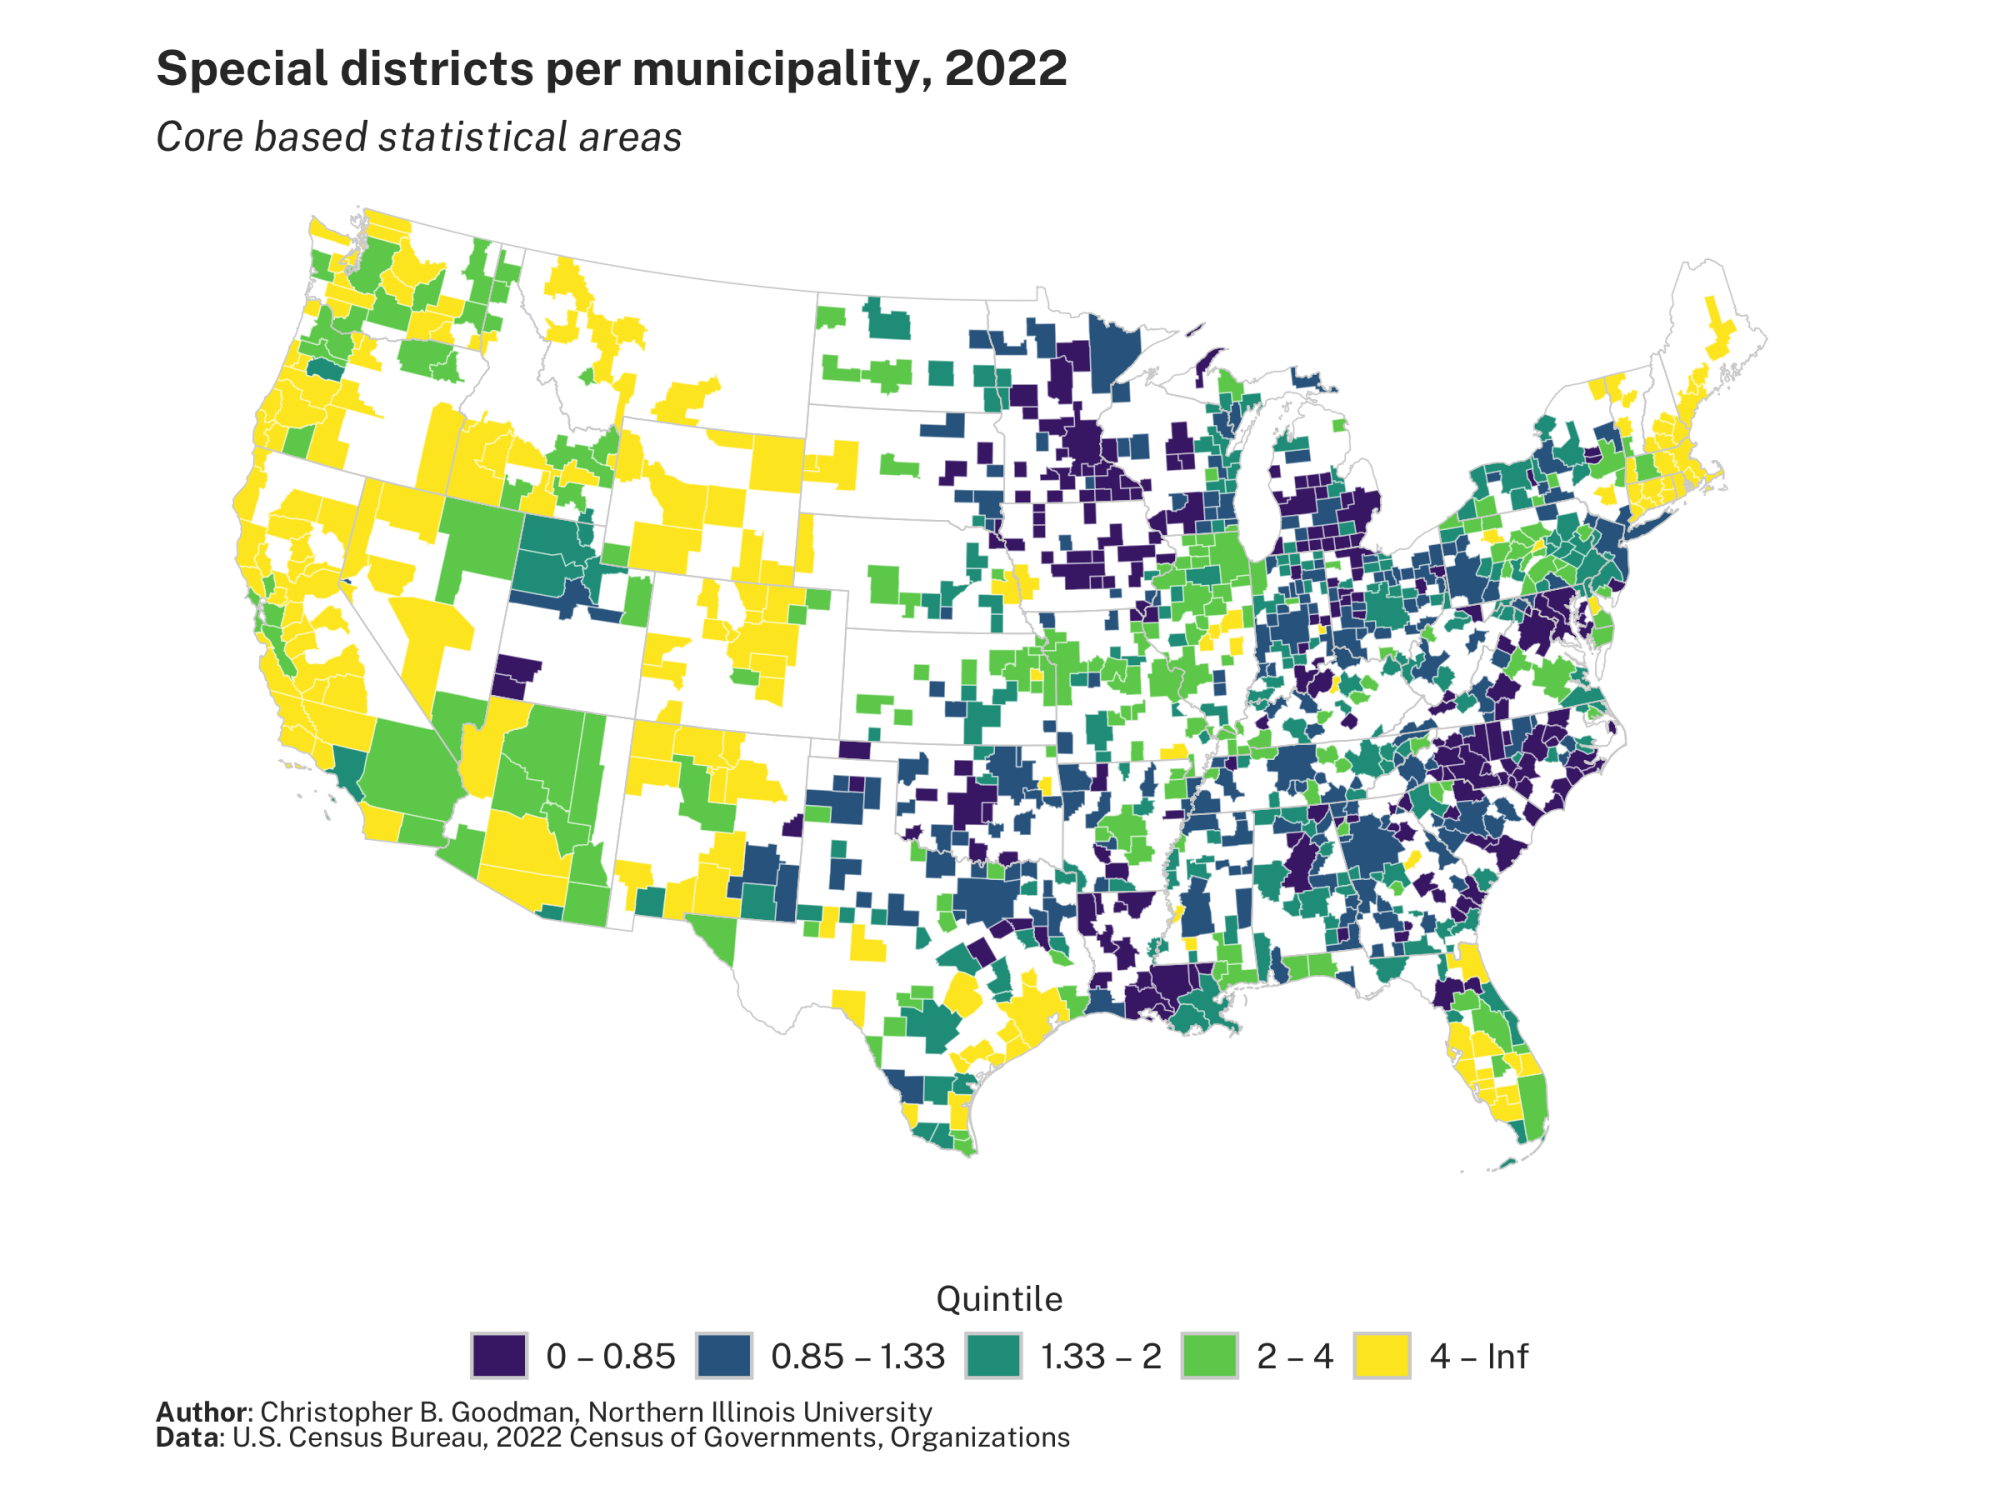 Special districts per municipality, 2022
Core based statistical areas
Quintile
0 – 0.85 0.85 – 1.33 1.33 – 2 2 – 4 4 – Inf
Author: Christopher B. Goodman, Northern Illinois University
Data: U.S. Census Bureau, 2022 Census of Governments, Organizations